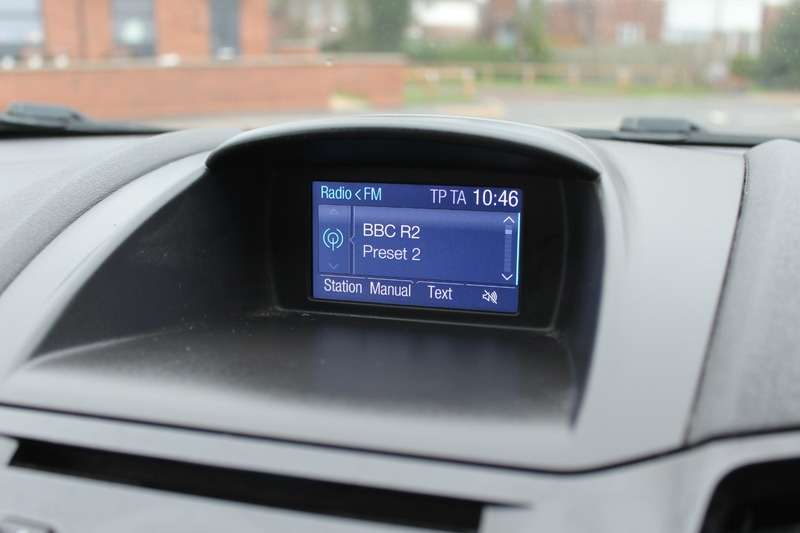 Radio < FM TP TA 10:46
BBC R2
Preset 2
Station Manual Text